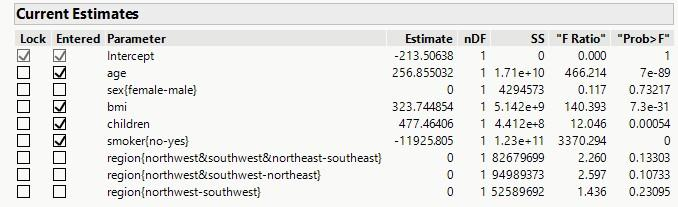 Current Estimates
Lock Entered Parameter Estimate nDF SS "F Ratio" "Prob>F"
Intercept -213.50638 1 0 0.000 1
age 256.855032 1 1.71e+10 466.214 7e-89
sex{female-male} 0 1 4294573 0.117 0.73217
bmi 323.744854 1 5.142e+9 140.393 7.3e-31
children 477.46406 1 4.412e+8 12.046 0.00054
smoker{no-yes} -11925.805 1 1.23e+11 3370.294 0
region{northwest&southwest&northeast-southeast} 0 1 82679699 2.260 0.13303
region{northwest&southwest-northeast} 0 1 94989373 2.597 0.10733
region{northwest-southwest} 0 1 52589692 1.436 0.23095